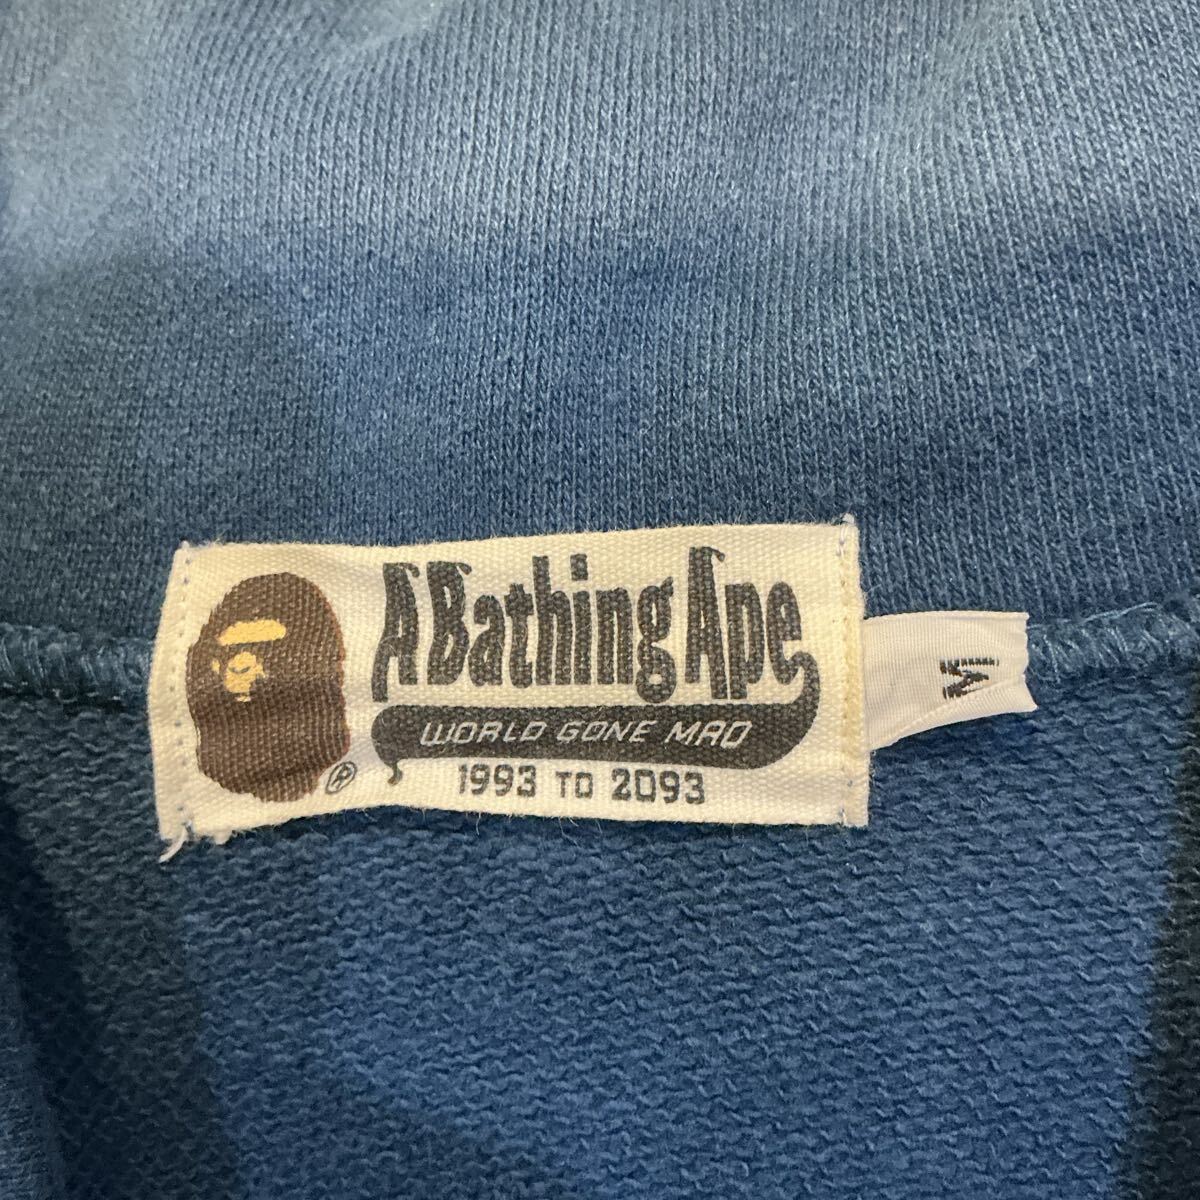 A Bathing Ape
WORLD GONE MAD
1993 TO 2093
®
M